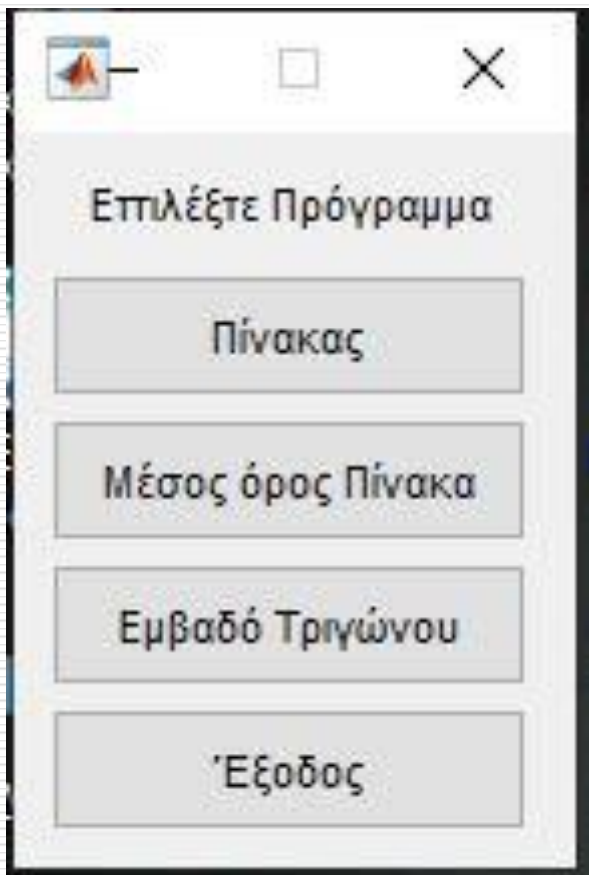 Επιλέξτε Πρόγραμμα
Πίνακας
Μέσος όρος Πίνακα
Εμβαδό Τριγώνου
Έξοδος